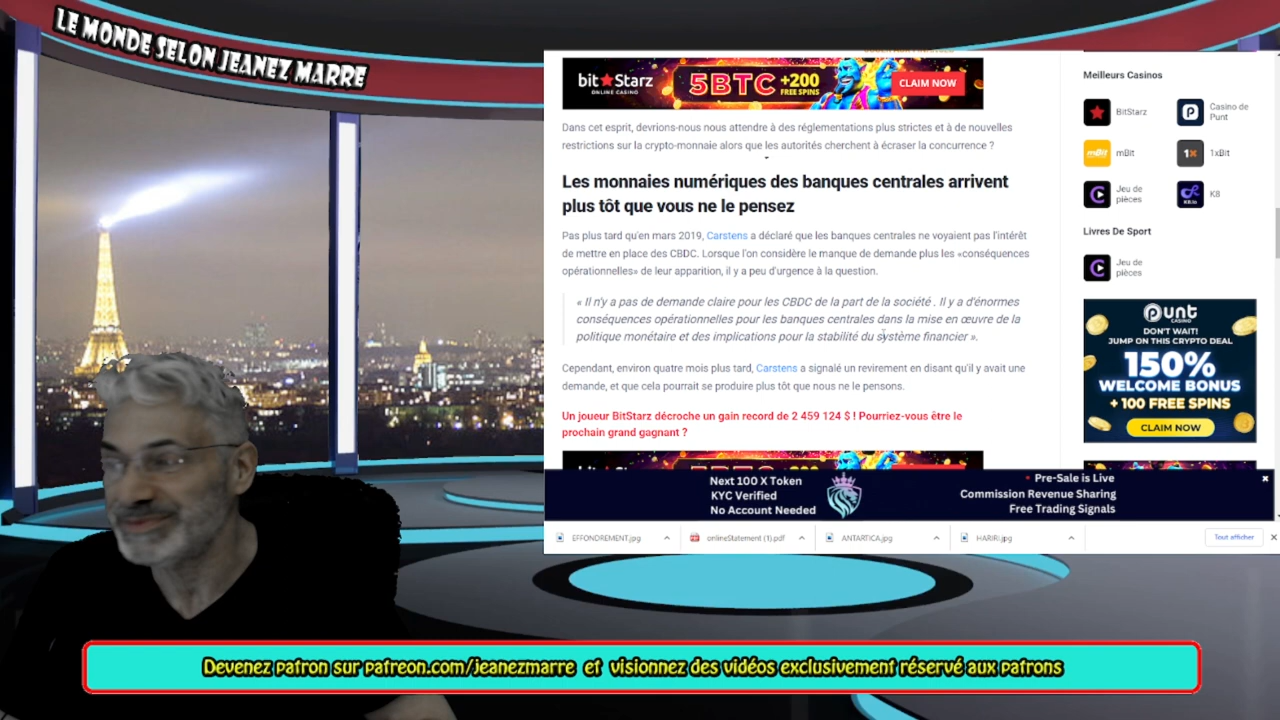 LE MONDE SELON JEANEZ MARRE
bit★Starz
ONLINE CASINO
5BTC +200
FREE SPINS
CLAIM NOW
Dans cet esprit, devrions-nous nous attendre à des réglementations plus strictes et à de nouvelles
restrictions sur la crypto-monnaie alors que les autorités cherchent à écraser la concurrence ?
Les monnaies numériques des banques centrales arrivent
plus tôt que vous ne le pensez
Pas plus tard qu'en mars 2019, Carstens a déclaré que les banques centrales ne voyaient pas l'intérêt
de mettre en place des CBDC. Lorsque l'on considère le manque de demande plus les «conséquences
opérationnelles» de leur apparition, il y a peu d'urgence à la question.
« Il n'y a pas de demande claire pour les CBDC de la part de la société . Il y a d'énormes
conséquences opérationnelles pour les banques centrales dans la mise en œuvre de la
politique monétaire et des implications pour la stabilité du système financier ».
Cependant, environ quatre mois plus tard, Carstens a signalé un revirement en disant qu'il y avait une
demande, et que cela pourrait se produire plus tôt que nous ne le pensons.
Un joueur BitStarz décroche un gain record de 2 459 124 $ ! Pourriez-vous être le
prochain grand gagnant ?
Meilleurs Casinos
BitStarz
Casino de
Punt
mBit
mBit
1x
1xBit
Jeu de
pièces
K8
Livres De Sport
Jeu de
pièces
punt
CASINO
DON'T WAIT!
JUMP ON THIS CRYPTO DEAL
150%
WELCOME BONUS
+ 100 FREE SPINS
CLAIM NOW
Next 100 X Token
KYC Verified
No Account Needed
Pre-Sale is Live
Commission Revenue Sharing
Free Trading Signals
EFFONDREMENT.jpg
onlineStatement (1).pdf
ANTARTICA.jpg
HARIRI.jpg
Tout afficher
Devenez patron sur patreon.com/jeanezmarre et visionnez des vidéos exclusivement réservé aux patrons